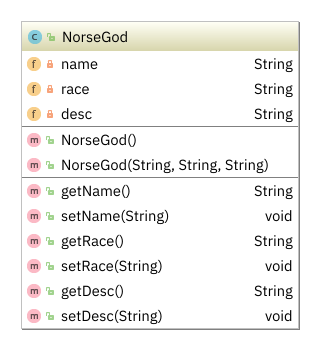 c NorseGod
f name String
f race String
f desc String
m NorseGod()
m NorseGod(String, String, String)
m getName() String
m setName(String) void
m getRace() String
m setRace(String) void
m getDesc() String
m setDesc(String) void